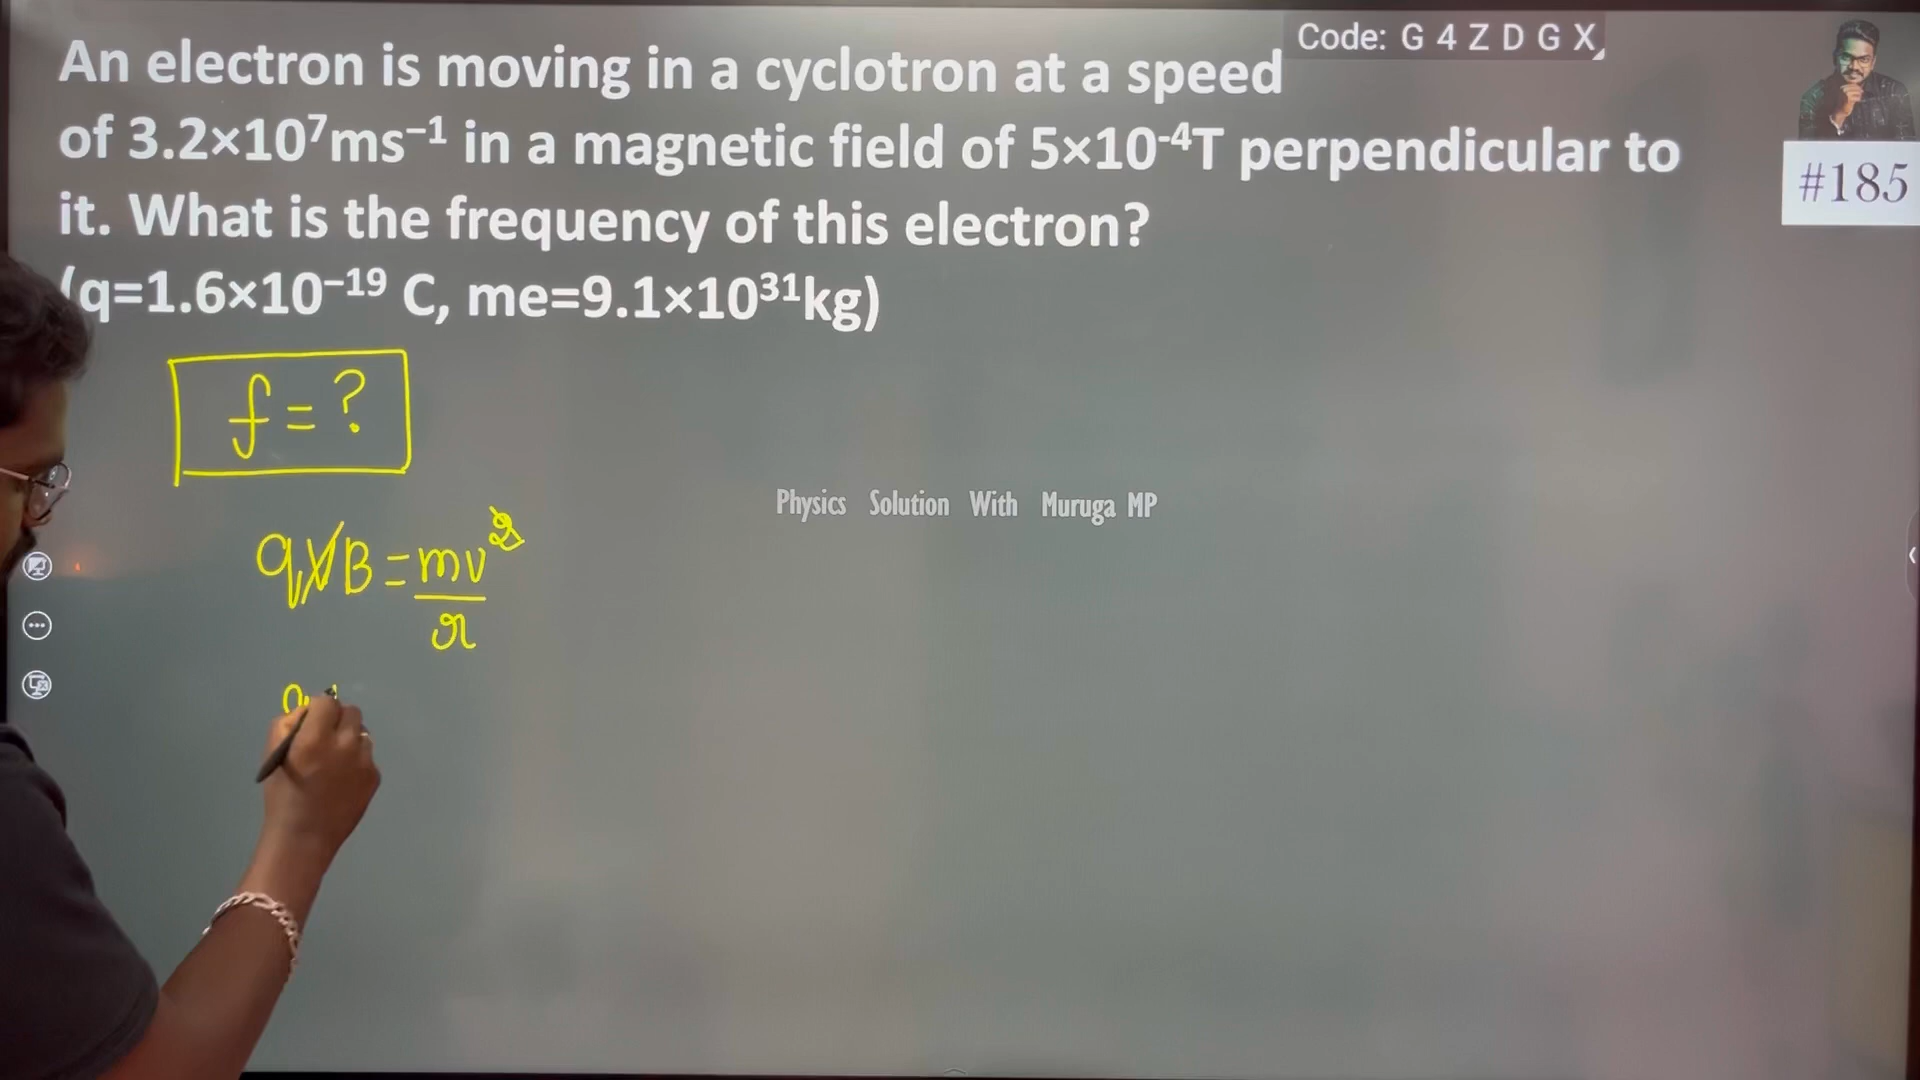 Code: G 4 Z D G X
An electron is moving in a cyclotron at a speed
of 3.2×10⁷ms⁻¹ in a magnetic field of 5×10⁻⁴T perpendicular to
#185
it. What is the frequency of this electron?
(q=1.6×10⁻¹⁹ C, me=9.1×10³¹kg)
f = ?
Physics Solution With Muruga MP
qVB = mv²
r